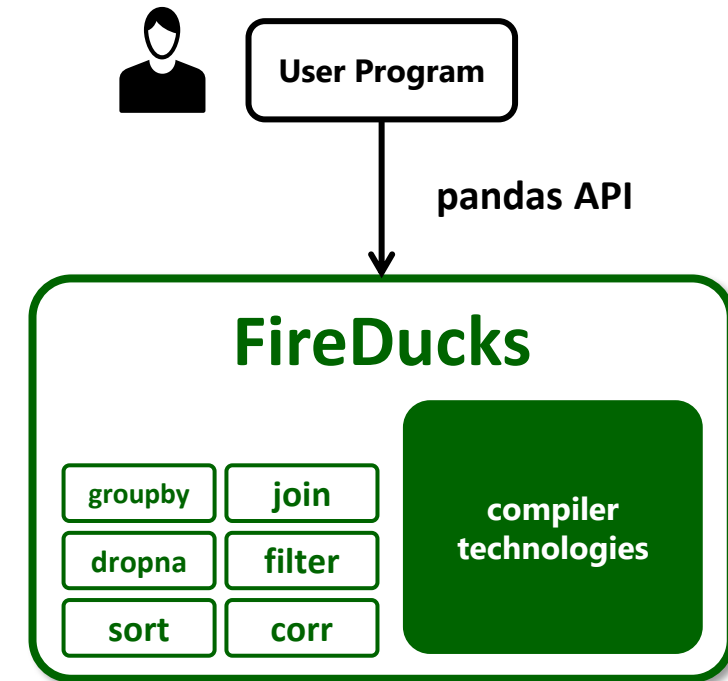 User Program
pandas API
FireDucks
groupby
join
dropna
filter
sort
corr
compiler
technologies